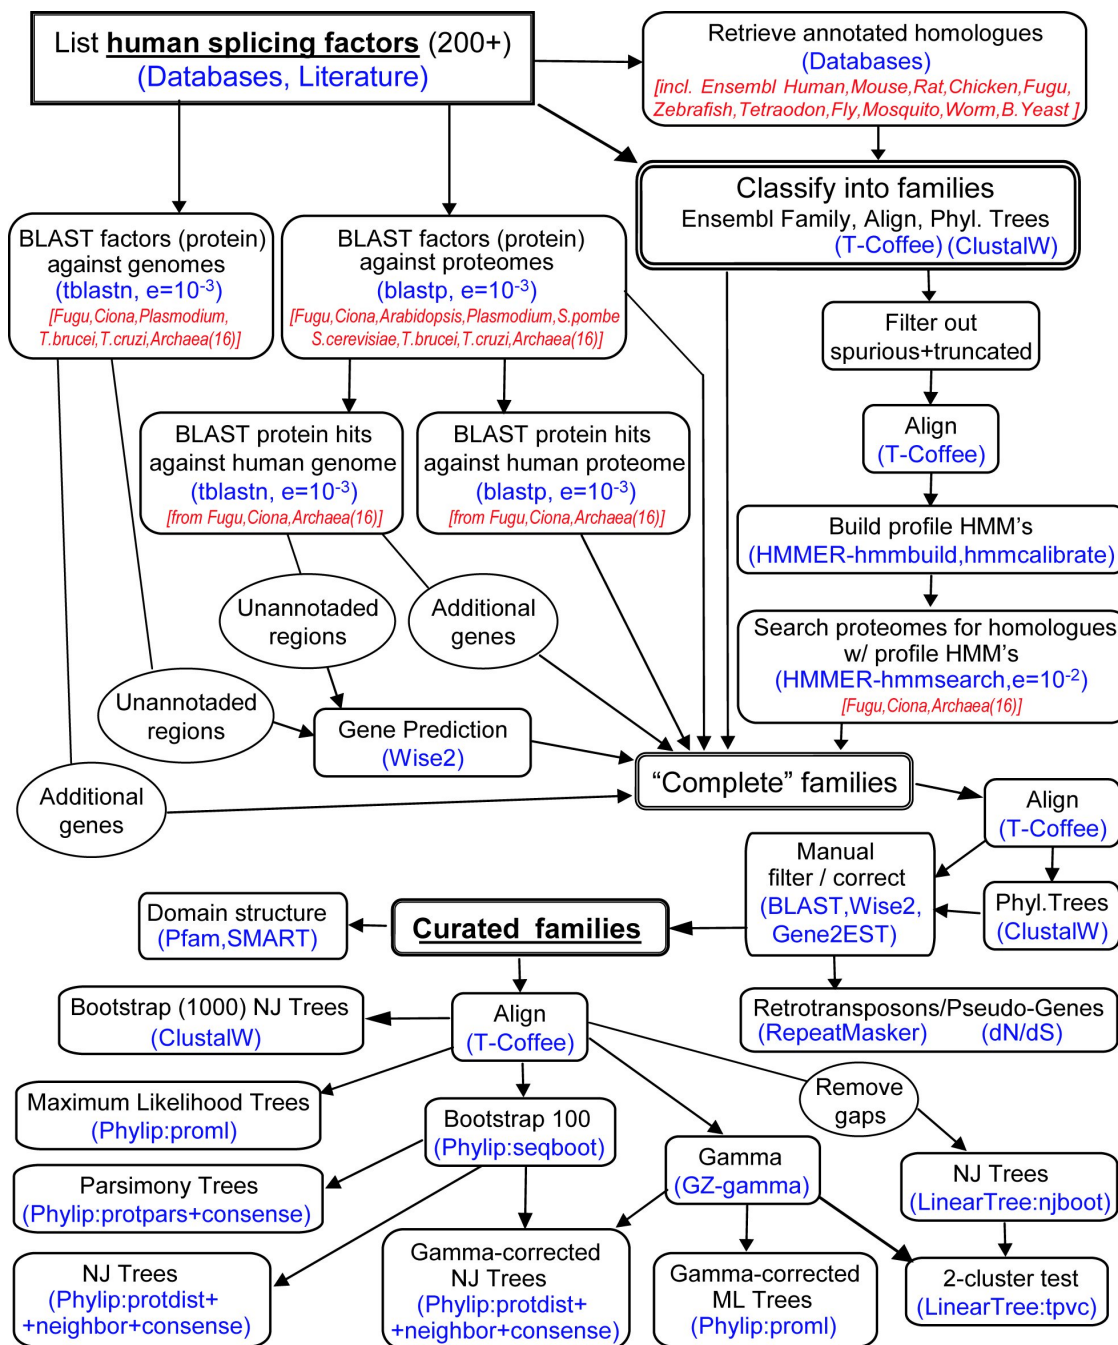 List human splicing factors (200+)
(Databases, Literature)
Retrieve annotated homologues
(Databases)
[incl. Ensembl Human,Mouse,Rat,Chicken,Fugu,
Zebrafish,Tetraodon,Fly,Mosquito,Worm,B.Yeast ]
Classify into families
Ensembl Family, Align, Phyl. Trees
(T-Coffee) (ClustalW)
BLAST factors (protein)
against genomes
(tblastn, e=10-3)
[Fugu,Ciona,Plasmodium,
T.brucei,T.cruzi,Archaea(16)]
BLAST factors (protein)
against proteomes
(blastp, e=10-3)
[Fugu,Ciona,Arabidopsis,Plasmodium,S.pombe
S.cerevisiae,T.brucei,T.cruzi,Archaea(16)]
Filter out
spurious+truncated
Align
(T-Coffee)
BLAST protein hits
against human genome
(tblastn, e=10-3)
[from Fugu,Ciona,Archaea(16)]
BLAST protein hits
against human proteome
(blastp, e=10-3)
[from Fugu,Ciona,Archaea(16)]
Build profile HMM's
(HMMER-hmmbuild,hmmcalibrate)
Unannotaded
regions
Additional
genes
Search proteomes for homologues
w/ profile HMM's
(HMMER-hmmsearch,e=10-2)
[Fugu,Ciona,Archaea(16)]
Unannotaded
regions
Gene Prediction
(Wise2)
"Complete" families
Additional
genes
Align
(T-Coffee)
Manual
filter / correct
(BLAST,Wise2,
Gene2EST)
Phyl.Trees
(ClustalW)
Domain structure
(Pfam,SMART)
Curated families
Bootstrap (1000) NJ Trees
(ClustalW)
Align
(T-Coffee)
Retrotransposons/Pseudo-Genes
(RepeatMasker) (dN/dS)
Maximum Likelihood Trees
(Phylip:proml)
Bootstrap 100
(Phylip:seqboot)
Remove
gaps
Gamma
(GZ-gamma)
NJ Trees
(LinearTree:njboot)
Parsimony Trees
(Phylip:protpars+consense)
NJ Trees
(Phylip:protdist+
+neighbor+consense)
Gamma-corrected
NJ Trees
(Phylip:protdist+
+neighbor+consense)
Gamma-corrected
ML Trees
(Phylip:proml)
2-cluster test
(LinearTree:tpvc)